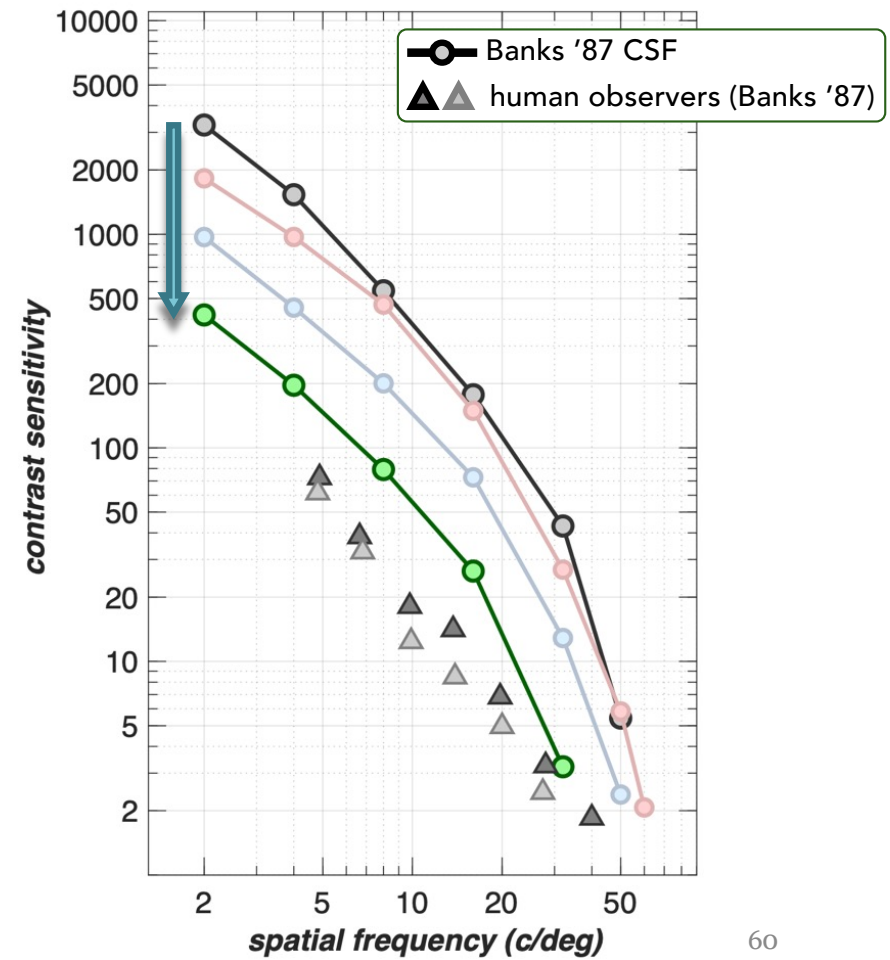 Banks ’87 CSF
human observers (Banks ’87)
10000
5000
2000
1000
500
200
100
50
20
10
5
2
contrast sensitivity
2 5 10 20 50
spatial frequency (c/deg)
60